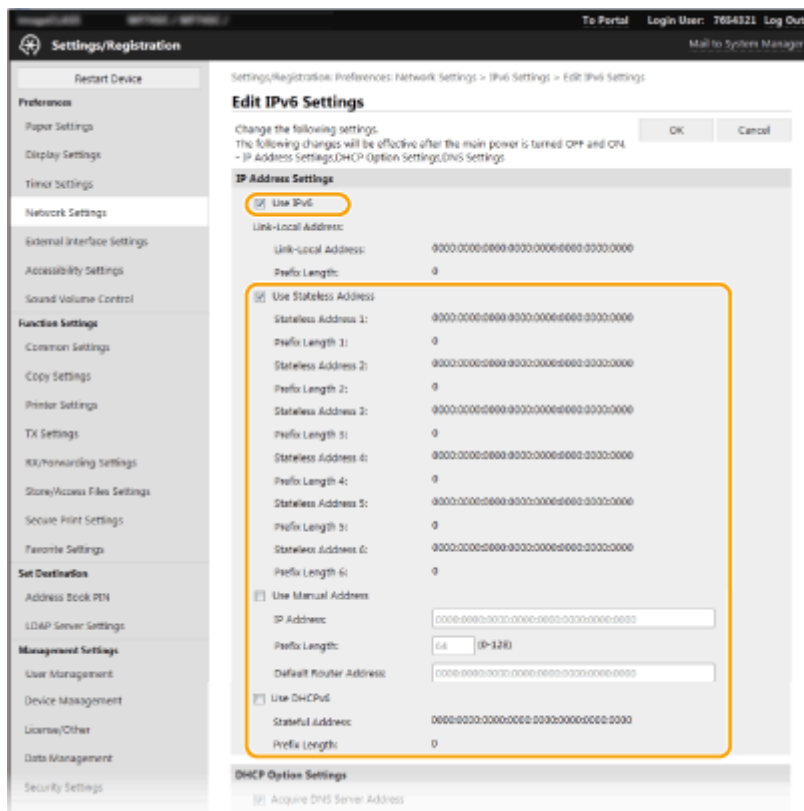 To Portal Login User: 7654321 Log Out
Settings/Registration
Mail to System Manager
Restart Device
Preferences
Paper Settings
Display Settings
Timer Settings
Network Settings
External Interface Settings
Accessibility Settings
Sound Volume Control
Function Settings
Common Settings
Copy Settings
Printer Settings
TX Settings
RX/Forwarding Settings
Store/Access Files Settings
Secure Print Settings
Favorite Settings
Set Destination
Address Book PIN
LDAP Server Settings
Management Settings
User Management
Device Management
License/Other
Data Management
Security Settings
Settings/Registration: Preferences: Network Settings > IPv6 Settings > Edit IPv6 Settings
Edit IPv6 Settings
Change the following settings.
The following changes will be effective after the main power is turned OFF and ON.
- IP Address Settings,DHCP Option Settings,DNS Settings
OK Cancel
IP Address Settings
Use IPv6
Link-Local Address:
Link-Local Address: 0000:0000:0000:0000:0000:0000:0000:0000
Prefix Length: 0
Use Stateless Address
Stateless Address 1: 0000:0000:0000:0000:0000:0000:0000:0000
Prefix Length 1: 0
Stateless Address 2: 0000:0000:0000:0000:0000:0000:0000:0000
Prefix Length 2: 0
Stateless Address 3: 0000:0000:0000:0000:0000:0000:0000:0000
Prefix Length 3: 0
Stateless Address 4: 0000:0000:0000:0000:0000:0000:0000:0000
Prefix Length 4: 0
Stateless Address 5: 0000:0000:0000:0000:0000:0000:0000:0000
Prefix Length 5: 0
Stateless Address 6: 0000:0000:0000:0000:0000:0000:0000:0000
Prefix Length 6: 0
Use Manual Address
IP Address: 0000:0000:0000:0000:0000:0000:0000:0000
Prefix Length: 64 (0-128)
Default Router Address: 0000:0000:0000:0000:0000:0000:0000:0000
Use DHCPv6
Stateful Address: 0000:0000:0000:0000:0000:0000:0000:0000
Prefix Length: 0
DHCP Option Settings
Acquire DNS Server Address